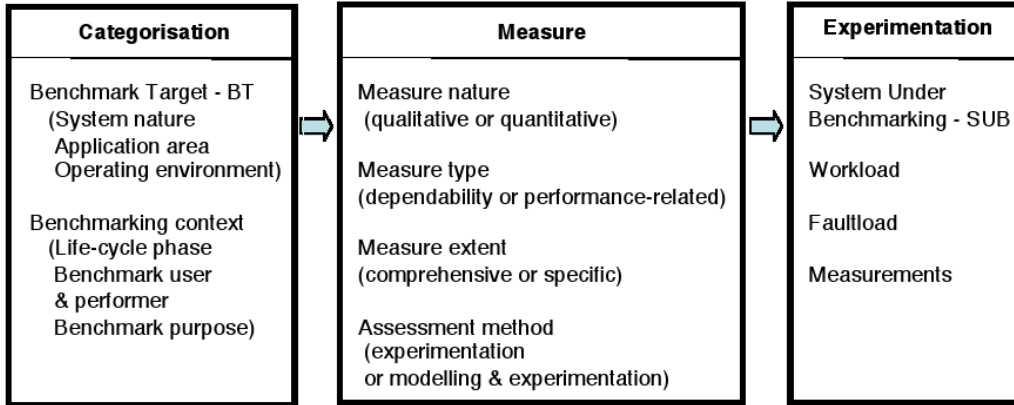 Categorisation
Benchmark Target - BT
(System nature
Application area
Operating environment)
Benchmarking context
(Life-cycle phase
Benchmark user
& performer
Benchmark purpose)
Measure
Measure nature
(qualitative or quantitative)
Measure type
(dependability or performance-related)
Measure extent
(comprehensive or specific)
Assessment method
(experimentation
or modelling & experimentation)
Experimentation
System Under
Benchmarking - SUB
Workload
Faultload
Measurements